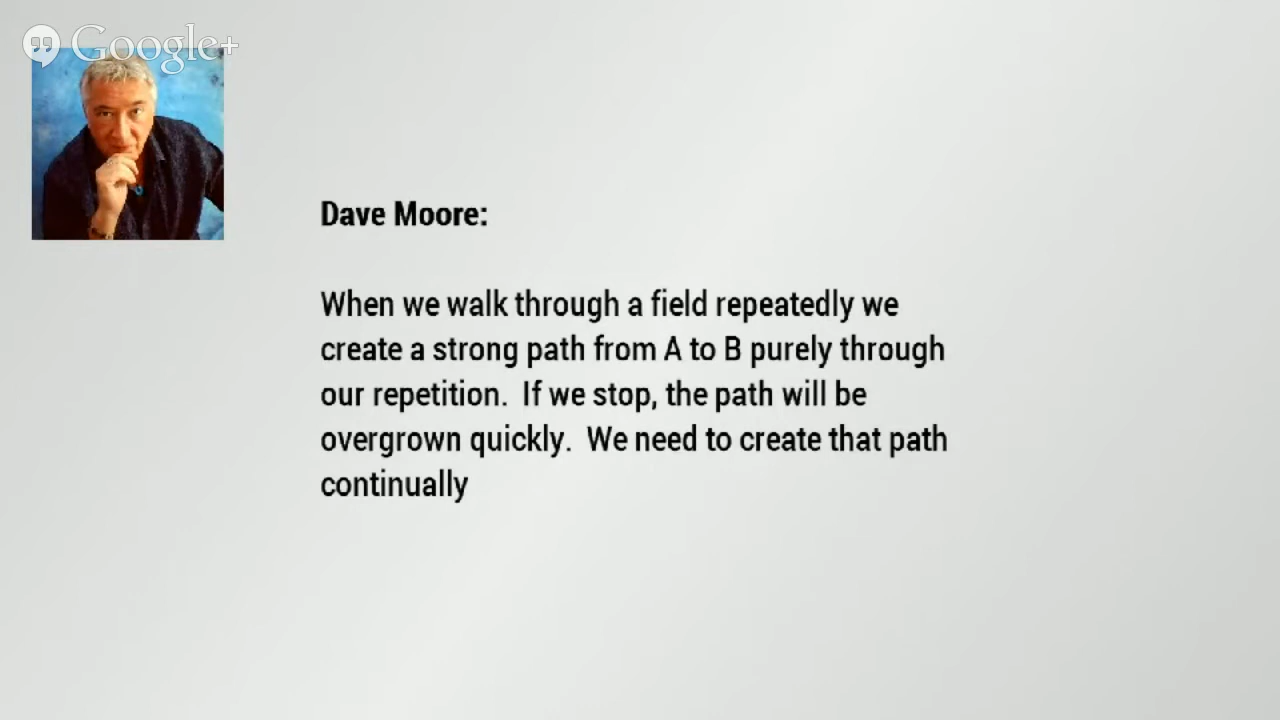 Google+
Dave Moore:
When we walk through a field repeatedly we
create a strong path from A to B purely through
our repetition.  If we stop, the path will be
overgrown quickly.  We need to create that path
continually